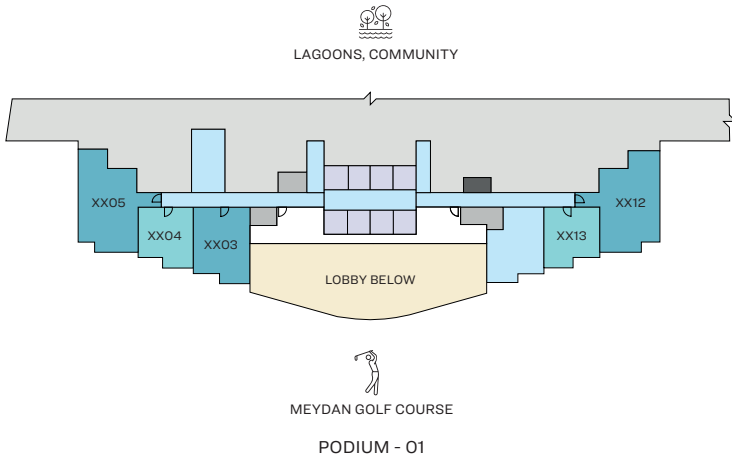 LAGOONS, COMMUNITY
XX05
XX12
XX04
XX03
XX13
LOBBY BELOW
MEYDAN GOLF COURSE
PODIUM - 01